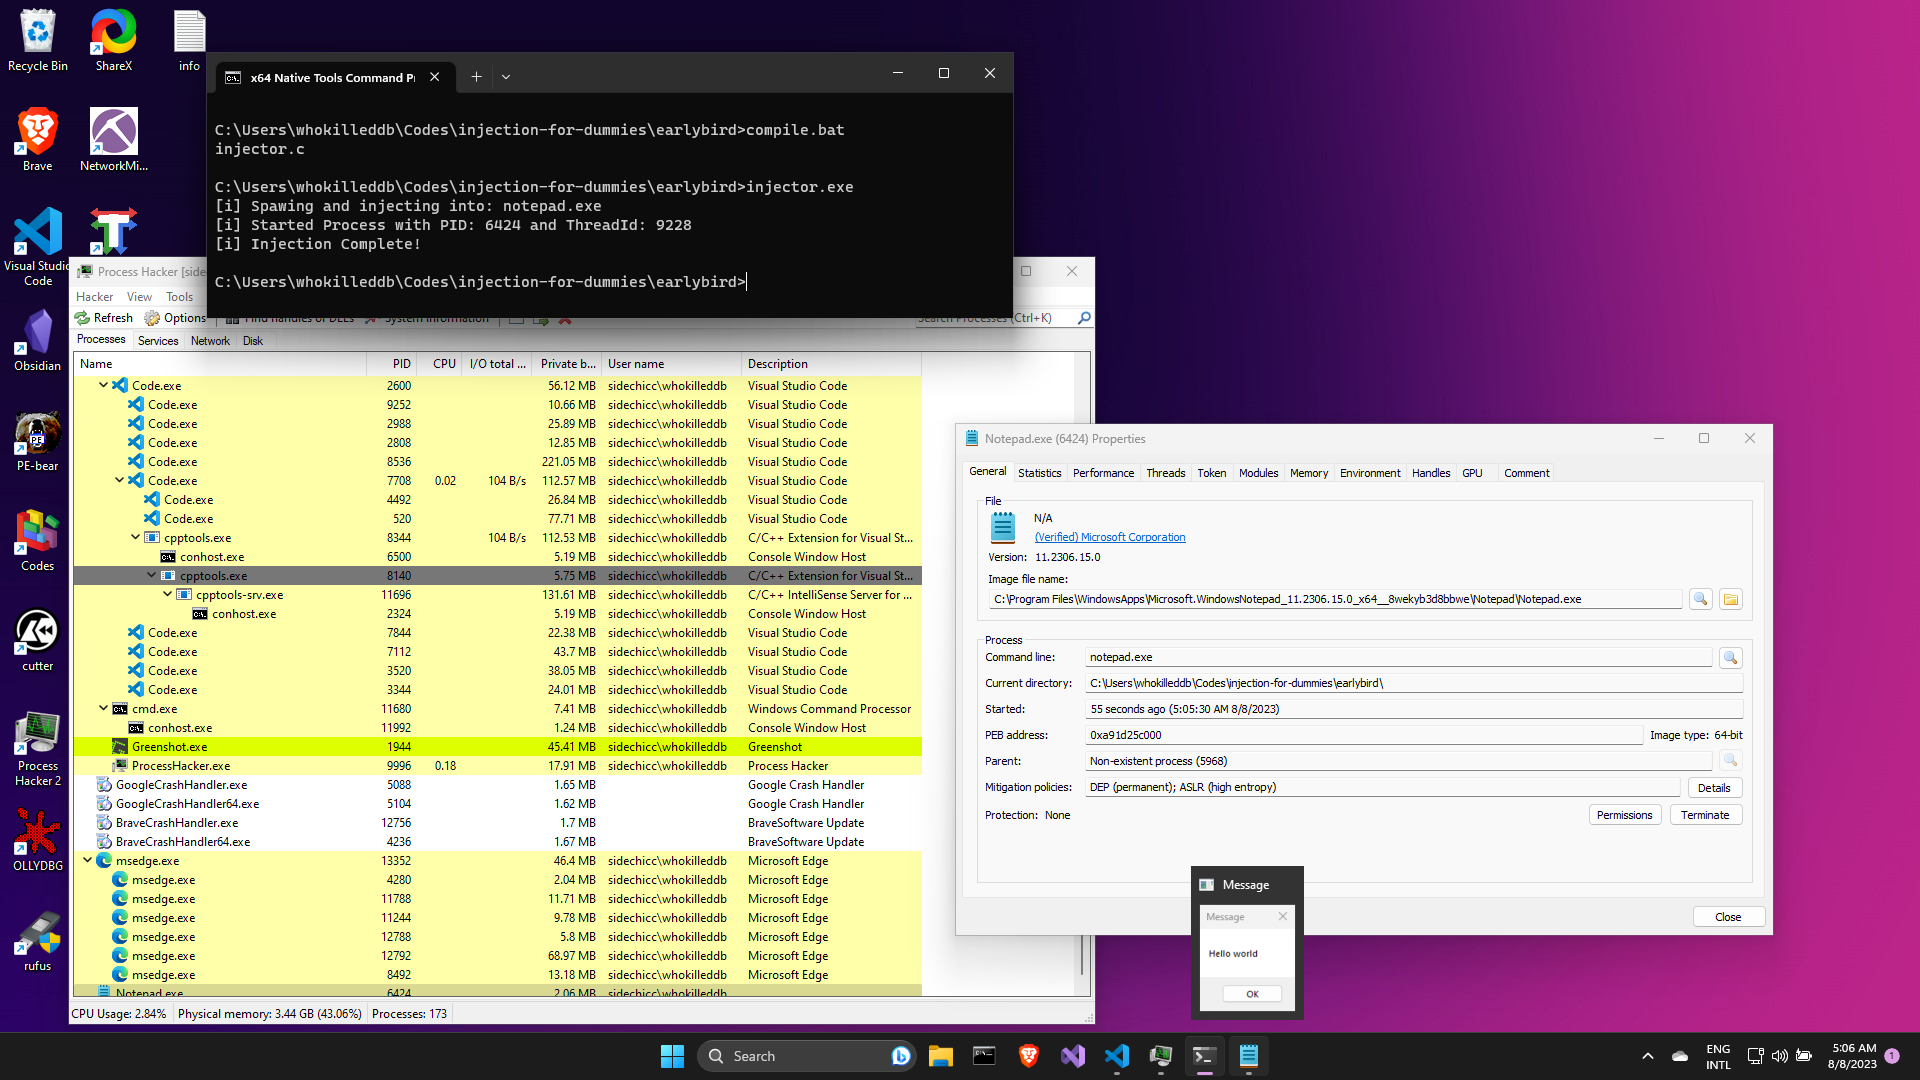 Recycle Bin
ShareX
info
Brave
NetworkMi...
Visual Studio
Code
Obsidian
PE-bear
Codes
cutter
Process
Hacker 2
OLLYDBG
rufus
x64 Native Tools Command P
C:\Users\whokilleddb\Codes\injection-for-dummies\earlybird>compile.bat
injector.c
C:\Users\whokilleddb\Codes\injection-for-dummies\earlybird>injector.exe
[i] Spawing and injecting into: notepad.exe
[i] Started Process with PID: 6424 and ThreadId: 9228
[i] Injection Complete!
C:\Users\whokilleddb\Codes\injection-for-dummies\earlybird>
Process Hacker [side
Hacker View Tools
Refresh Options Find handles or DLLs System information Search Processes (Ctrl+K)
Processes Services Network Disk
Name PID CPU I/O total ... Private b... User name Description
Code.exe 2600 56.12 MB sidechicc\whokilleddb Visual Studio Code
Code.exe 9252 10.66 MB sidechicc\whokilleddb Visual Studio Code
Code.exe 2988 25.89 MB sidechicc\whokilleddb Visual Studio Code
Code.exe 2808 12.85 MB sidechicc\whokilleddb Visual Studio Code
Code.exe 8536 221.05 MB sidechicc\whokilleddb Visual Studio Code
Code.exe 7708 0.02 104 B/s 112.57 MB sidechicc\whokilleddb Visual Studio Code
Code.exe 4492 26.84 MB sidechicc\whokilleddb Visual Studio Code
Code.exe 520 77.71 MB sidechicc\whokilleddb Visual Studio Code
cpptools.exe 8344 104 B/s 112.53 MB sidechicc\whokilleddb C/C++ Extension for Visual St...
conhost.exe 6500 5.19 MB sidechicc\whokilleddb Console Window Host
cpptools.exe 8140 5.75 MB sidechicc\whokilleddb C/C++ Extension for Visual St...
cpptools-srv.exe 11696 131.61 MB sidechicc\whokilleddb C/C++ IntelliSense Server for ...
conhost.exe 2324 5.19 MB sidechicc\whokilleddb Console Window Host
Code.exe 7844 22.38 MB sidechicc\whokilleddb Visual Studio Code
Code.exe 7112 43.7 MB sidechicc\whokilleddb Visual Studio Code
Code.exe 3520 38.05 MB sidechicc\whokilleddb Visual Studio Code
Code.exe 3344 24.01 MB sidechicc\whokilleddb Visual Studio Code
cmd.exe 11680 7.41 MB sidechicc\whokilleddb Windows Command Processor
conhost.exe 11992 1.24 MB sidechicc\whokilleddb Console Window Host
Greenshot.exe 1944 45.41 MB sidechicc\whokilleddb Greenshot
ProcessHacker.exe 9996 0.18 17.91 MB sidechicc\whokilleddb Process Hacker
GoogleCrashHandler.exe 5088 1.65 MB Google Crash Handler
GoogleCrashHandler64.exe 5104 1.62 MB Google Crash Handler
BraveCrashHandler.exe 12756 1.7 MB BraveSoftware Update
BraveCrashHandler64.exe 4236 1.67 MB BraveSoftware Update
msedge.exe 13352 46.4 MB sidechicc\whokilleddb Microsoft Edge
msedge.exe 4280 2.04 MB sidechicc\whokilleddb Microsoft Edge
msedge.exe 11788 11.71 MB sidechicc\whokilleddb Microsoft Edge
msedge.exe 11244 9.78 MB sidechicc\whokilleddb Microsoft Edge
msedge.exe 12788 5.8 MB sidechicc\whokilleddb Microsoft Edge
msedge.exe 12792 68.97 MB sidechicc\whokilleddb Microsoft Edge
msedge.exe 8492 13.18 MB sidechicc\whokilleddb Microsoft Edge
Notepad.exe 6424 2.06 MB sidechicc\whokilleddb
CPU Usage: 2.84% Physical memory: 3.44 GB (43.06%) Processes: 173
Notepad.exe (6424) Properties
General Statistics Performance Threads Token Modules Memory Environment Handles GPU Comment
File
N/A
(Verified) Microsoft Corporation
Version: 11.2306.15.0
Image file name:
C:\Program Files\WindowsApps\Microsoft.WindowsNotepad_11.2306.15.0_x64__8wekyb3d8bbwe\Notepad\Notepad.exe
Process
Command line: notepad.exe
Current directory: C:\Users\whokilleddb\Codes\injection-for-dummies\earlybird\
Started: 55 seconds ago (5:05:30 AM 8/8/2023)
PEB address: 0xa91d25c000 Image type: 64-bit
Parent: Non-existent process (5968)
Mitigation policies: DEP (permanent); ASLR (high entropy) Details
Protection: None Permissions Terminate
Close
Message
Message
Hello world
OK
Search
ENG
INTL
5:06 AM
8/8/2023
1